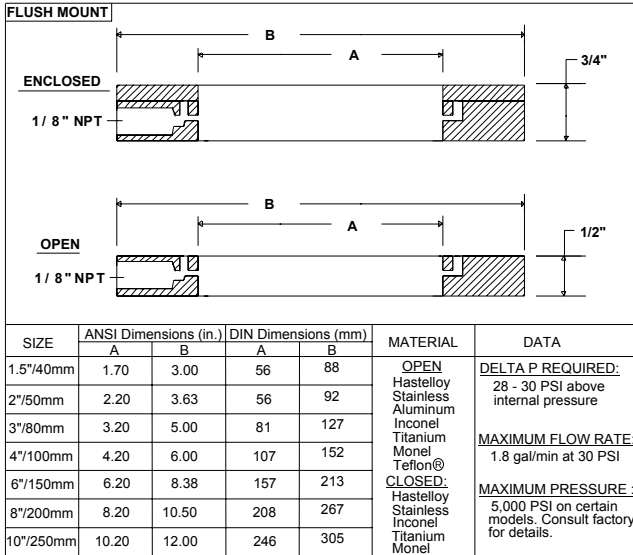 FLUSH MOUNT
B
A
3/4"
ENCLOSED
1/ 8" NPT
B
A
1/2"
OPEN
1/ 8" NPT
SIZE ANSI Dimensions (in.) DIN Dimensions (mm) MATERIAL DATA
A B A B
1.5"/40mm 1.70 3.00 56 88
2"/50mm 2.20 3.63 56 92
3"/80mm 3.20 5.00 81 127
4"/100mm 4.20 6.00 107 152
6"/150mm 6.20 8.38 157 213
8"/200mm 8.20 10.50 208 267
10"/250mm 10.20 12.00 246 305
OPEN
Hastelloy
Stainless
Aluminum
Inconel
Titanium
Monel
Teflon®
CLOSED:
Hastelloy
Stainless
Inconel
Titanium
Monel
DELTA P REQUIRED:
28 - 30 PSI above
internal pressure
MAXIMUM FLOW RATE:
1.8 gal/min at 30 PSI
MAXIMUM PRESSURE :
5,000 PSI on certain
models. Consult factory
for details.